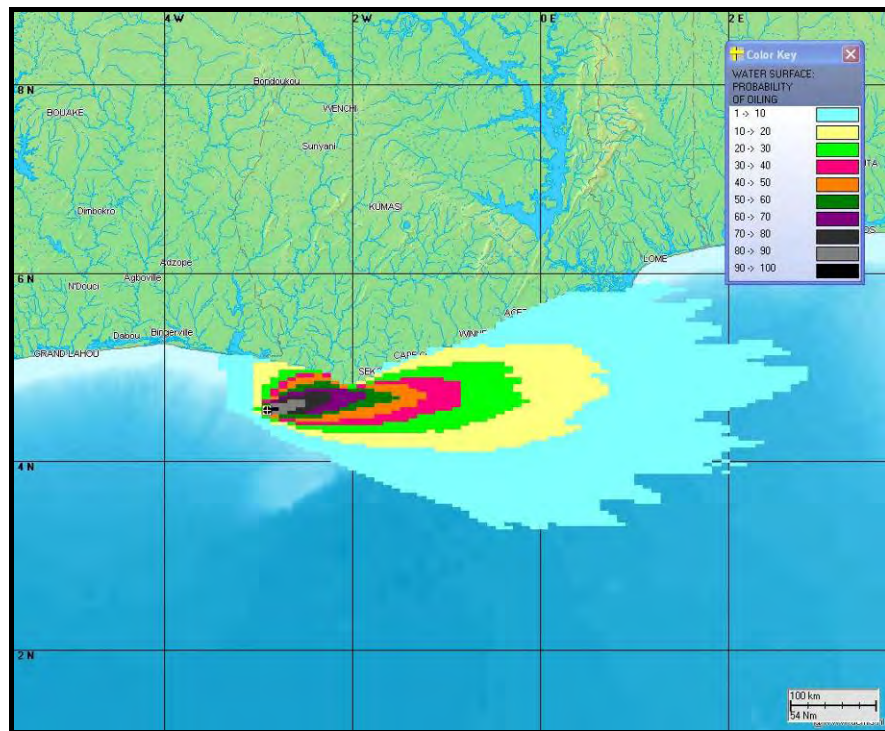 4 W
2 W
0 E
2 E
8 N
6 N
4 N
2 N
Bondoukou
BOUAKE
WENCHI
Sunyani
KUMASI
Dimbokro
Adzope
Agboville
N'Douci
Dabou
Bingerville
GRAND LAHOU
LOME
SEK
CAPE C
WINNE
ACE
Color Key
WATER SURFACE:
PROBABILITY
OF OILING
1 -> 10
10 -> 20
20 -> 30
30 -> 40
40 -> 50
50 -> 60
60 -> 70
70 -> 80
80 -> 90
90 -> 100
100 km
54 Nm